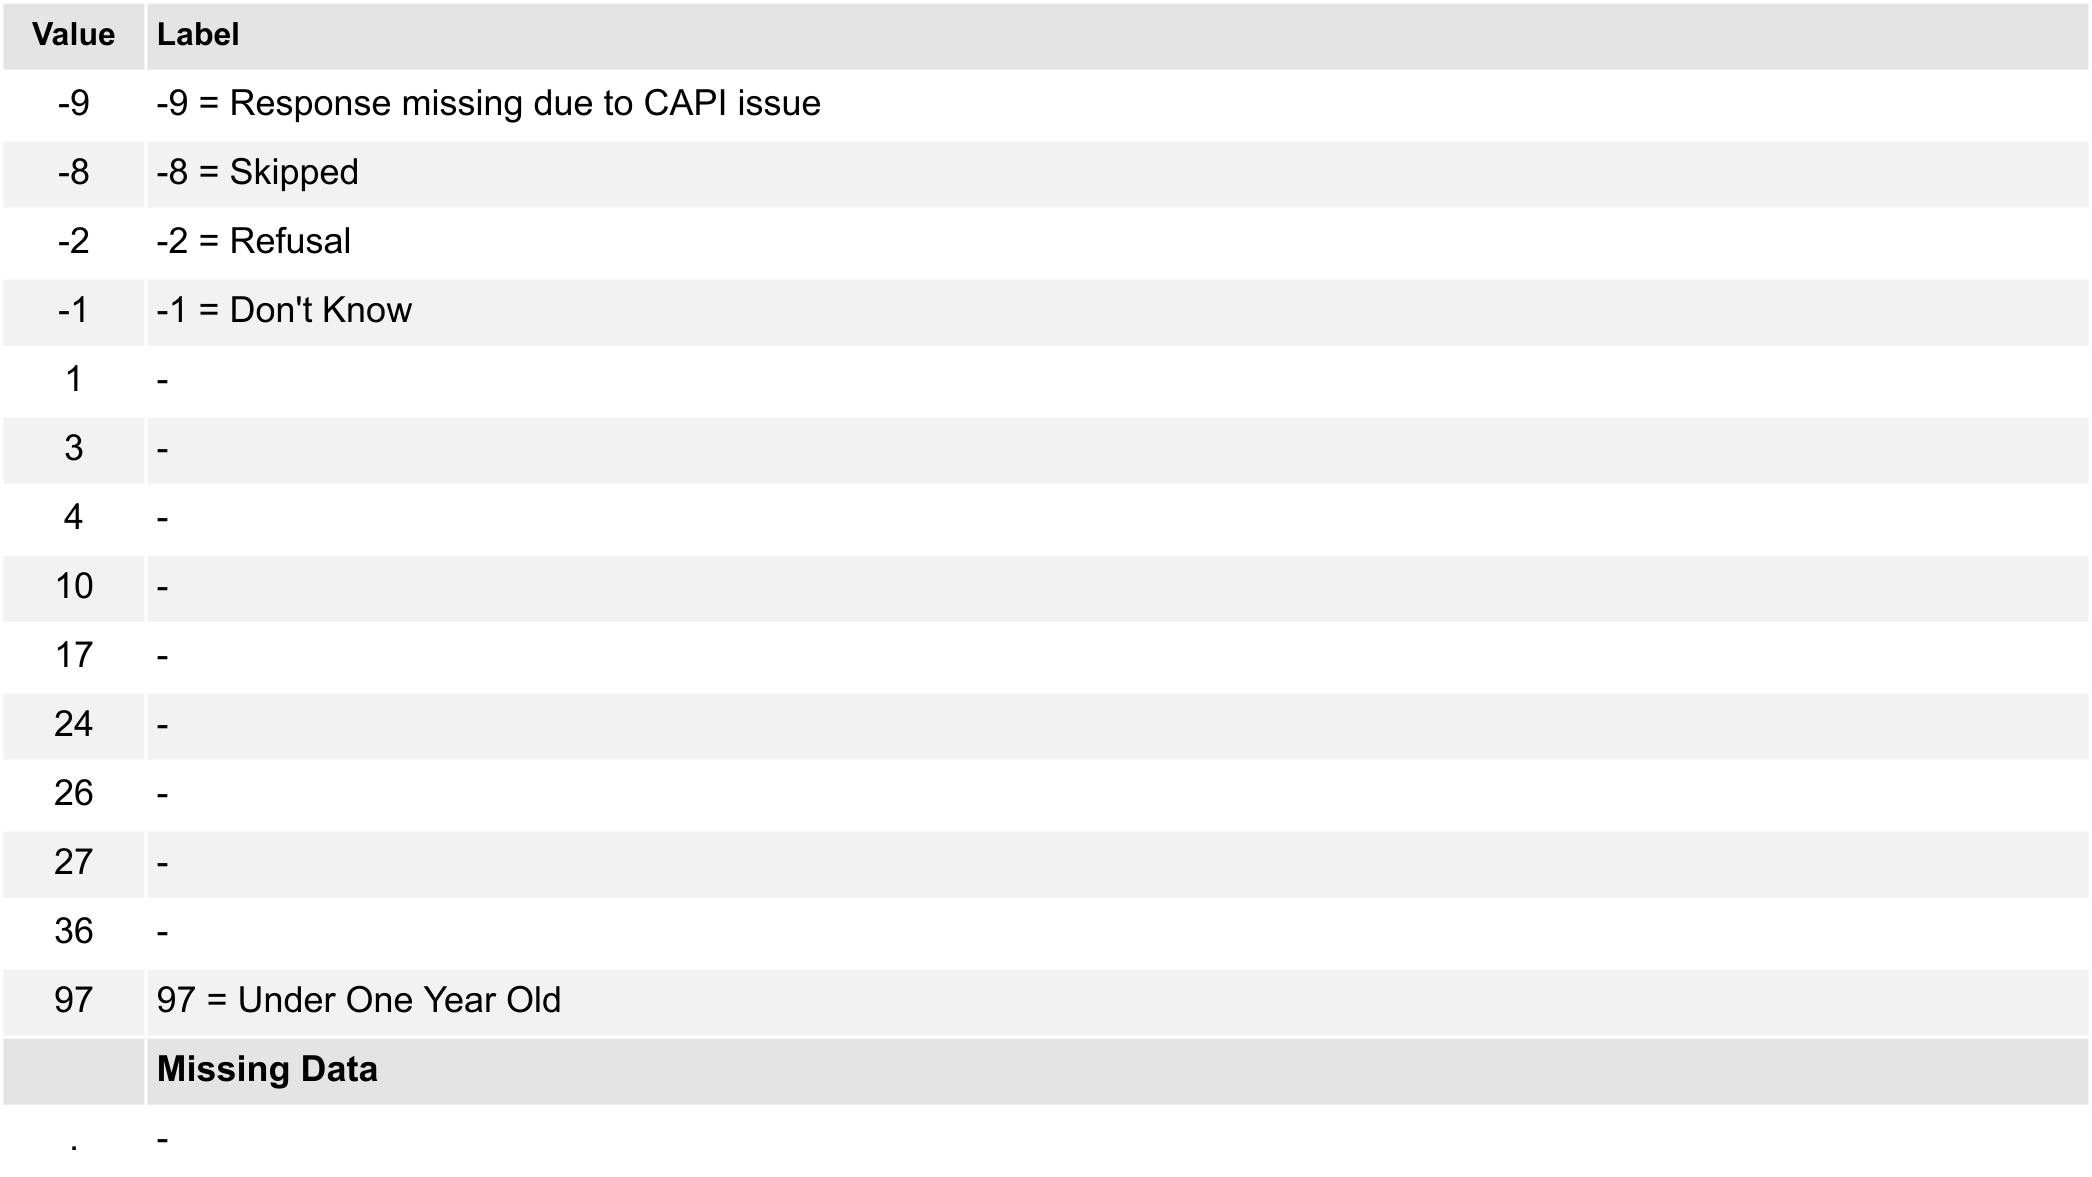 Value Label
-9 -9 = Response missing due to CAPI issue
-8 -8 = Skipped
-2 -2 = Refusal
-1 -1 = Don't Know
1 -
3 -
4 -
10 -
17 -
24 -
26 -
27 -
36 -
97 97 = Under One Year Old
Missing Data
. -